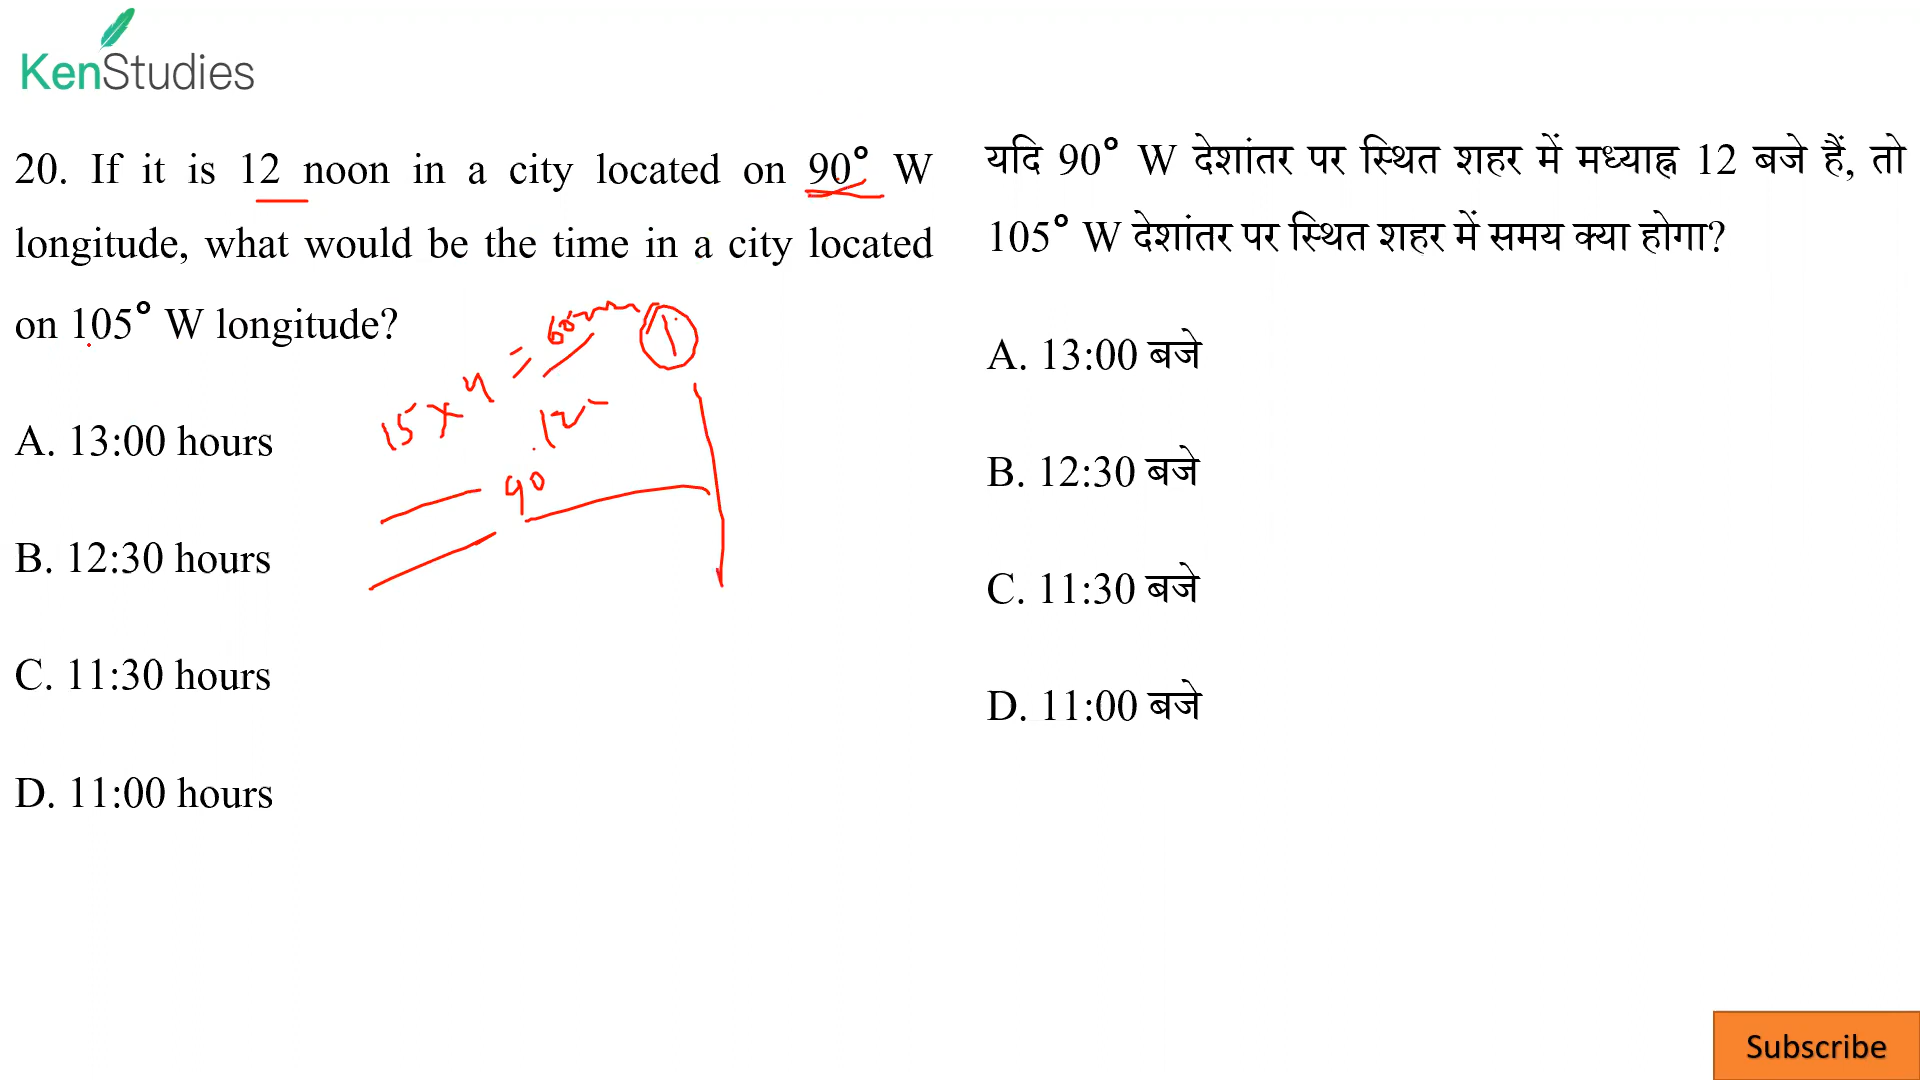 KenStudies
20. If it is 12 noon in a city located on 90° W
longitude, what would be the time in a city located
on 105° W longitude?
A. 13:00 hours
B. 12:30 hours
C. 11:30 hours
D. 11:00 hours
15 x 4 = 60
1
12
90
यदि 90° W देशांतर पर स्थित शहर में मध्याह्न 12 बजे हैं, तो
105° W देशांतर पर स्थित शहर में समय क्या होगा?
A. 13:00 बजे
B. 12:30 बजे
C. 11:30 बजे
D. 11:00 बजे
Subscribe